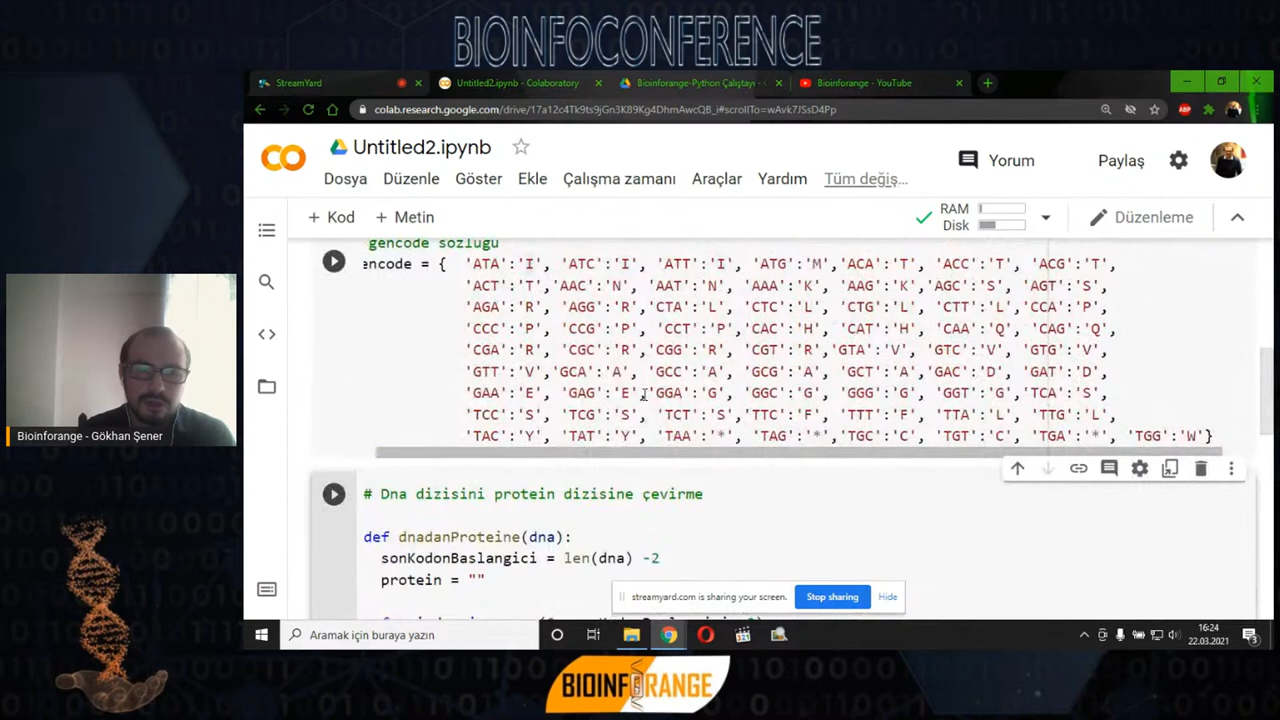 BIOINFOCONFERENCE
StreamYard
Untitled2.ipynb - Colaboratory
Bioinforange-Python Çalıştayı - 
Bioinforange - YouTube
colab.research.google.com/drive/17a12c4Tk9ts9jGn3K89Kg4DhmAwcQB_i#scrollTo=wAvk7JSsD4Pp
ABP
Untitled2.ipynb
Yorum
Paylaş
Dosya Düzenle Göster Ekle Çalışma zamanı Araçlar Yardım Tüm değiş...
+ Kod + Metin
RAM
Disk
Düzenleme
gencode sozlugu
encode = { 'ATA':'I', 'ATC':'I', 'ATT':'I', 'ATG':'M','ACA':'T', 'ACC':'T', 'ACG':'T',
'ACT':'T','AAC':'N', 'AAT':'N', 'AAA':'K', 'AAG':'K','AGC':'S', 'AGT':'S',
'AGA':'R', 'AGG':'R','CTA':'L', 'CTC':'L', 'CTG':'L', 'CTT':'L','CCA':'P',
'CCC':'P', 'CCG':'P', 'CCT':'P','CAC':'H', 'CAT':'H', 'CAA':'Q', 'CAG':'Q',
'CGA':'R', 'CGC':'R','CGG':'R', 'CGT':'R','GTA':'V', 'GTC':'V', 'GTG':'V',
'GTT':'V','GCA':'A', 'GCC':'A', 'GCG':'A', 'GCT':'A', 'GAC':'D', 'GAT':'D',
'GAA':'E', 'GAG':'E','GGA':'G', 'GGC':'G', 'GGG':'G', 'GGT':'G','TCA':'S',
'TCC':'S', 'TCG':'S', 'TCT':'S','TTC':'F', 'TTT':'F', 'TTA':'L', 'TTG':'L',
'TAC':'Y', 'TAT':'Y', 'TAA':'*', 'TAG':'*','TGC':'C', 'TGT':'C', 'TGA':'*', 'TGG':'W'}
# Dna dizisini protein dizisine çevirme
def dnadanProteine(dna):
sonKodonBaslangici = len(dna) -2
protein = ""
streamyard.com is sharing your screen.
Stop sharing
Hide
Bioinforange - Gökhan Şener
Aramak için buraya yazın
16:24
22.03.2021
3
BIOINFORANGE